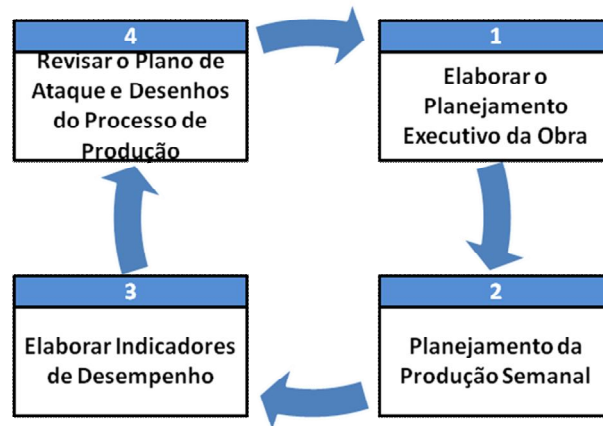 4
Revisar o Plano de
Ataque e Desenhos
do Processo de
Produção
1
Elaborar o
Planejamento
Executivo da Obra
3
Elaborar Indicadores
de Desempenho
2
Planejamento da
Produção Semanal